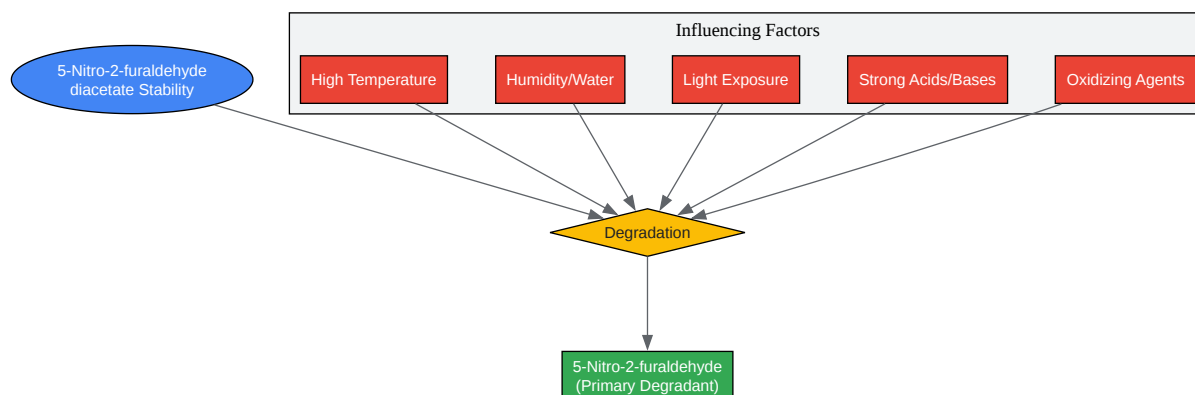 Influencing Factors
5-Nitro-2-furaldehyde
diacetate Stability
High Temperature
Humidity/Water
Light Exposure
Strong Acids/Bases
Oxidizing Agents
Degradation
5-Nitro-2-furaldehyde
(Primary Degradant)